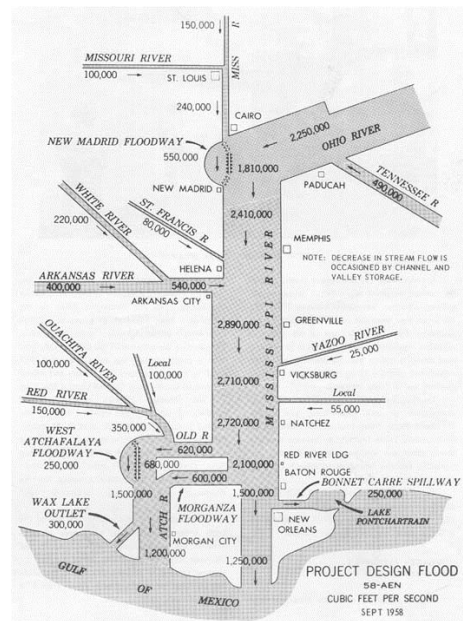 150,000
MISS R
MISSOURI RIVER
100,000
ST. LOUIS
240,000
CAIRO
2,250,000
OHIO RIVER
NEW MADRID FLOODWAY
550,000
1,810,000
TENNESSEE R
490,000
NEW MADRID
PADUCAH
WHITE RIVER
220,000
ST. FRANCIS R
80,000
2,410,000
MISSISSIPPI RIVER
MEMPHIS
NOTE: DECREASE IN STREAM FLOW IS
OCCASIONED BY CHANNEL AND
VALLEY STORAGE.
HELENA
ARKANSAS RIVER
400,000
540,000
ARKANSAS CITY
2,890,000
GREENVILLE
OUACHITA RIVER
100,000
Local
100,000
YAZOO RIVER
25,000
2,710,000
VICKSBURG
RED RIVER
150,000
Local
55,000
350,000
2,720,000
NATCHEZ
OLD R
620,000
WEST
ATCHAFALAYA
FLOODWAY
250,000
680,000
600,000
2,100,000
RED RIVER LDG
BATON ROUGE
BONNET CARRE SPILLWAY
1,500,000
1,500,000
250,000
WAX LAKE
OUTLET
300,000
ATCH R
MORGANZA
FLOODWAY
NEW
ORLEANS
LAKE
PONTCHARTRAIN
MORGAN CITY
1,200,000
1,250,000
GULF
OF
MEXICO
PROJECT DESIGN FLOOD
58-AEN
CUBIC FEET PER SECOND
SEPT 1958